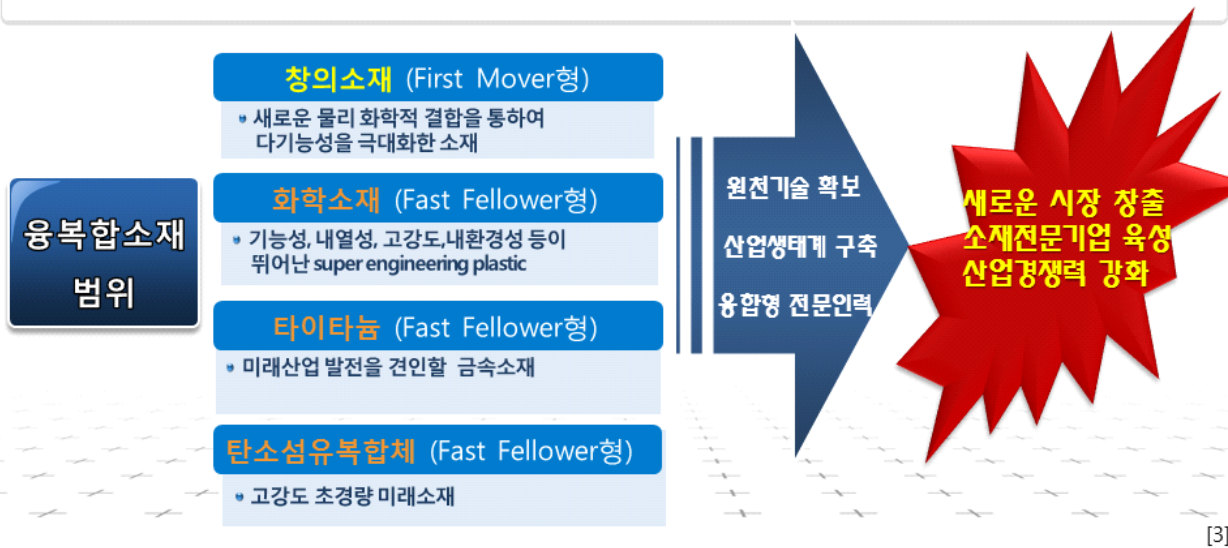 융복합소재
범위
창의소재 (First Mover형)
새로운 물리 화학적 결합을 통하여
다기능성을 극대화한 소재
화학소재 (Fast Fellower형)
기능성, 내열성, 고강도,내환경성 등이
뛰어난 super engineering plastic
타이타늄 (Fast Fellower형)
미래산업 발전을 견인할 금속소재
탄소섬유복합체 (Fast Fellower형)
고강도 초경량 미래소재
원천기술 확보
산업생태계 구축
융합형 전문인력
새로운 시장 창출
소재전문기업 육성
산업경쟁력 강화
[3]